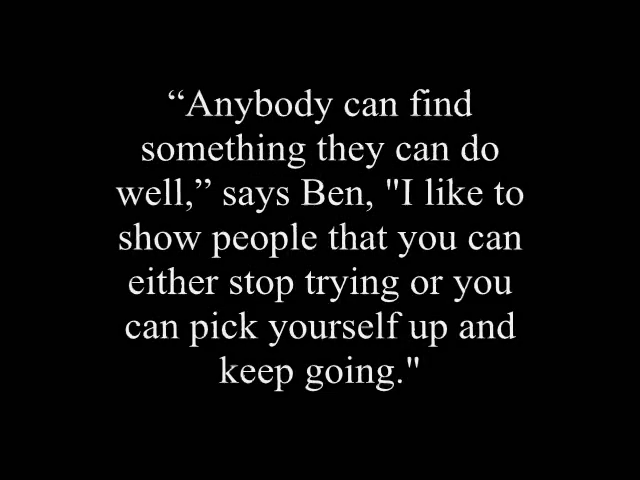 “Anybody can find
something they can do
well,” says Ben, "I like to
show people that you can
either stop trying or you
can pick yourself up and
keep going."